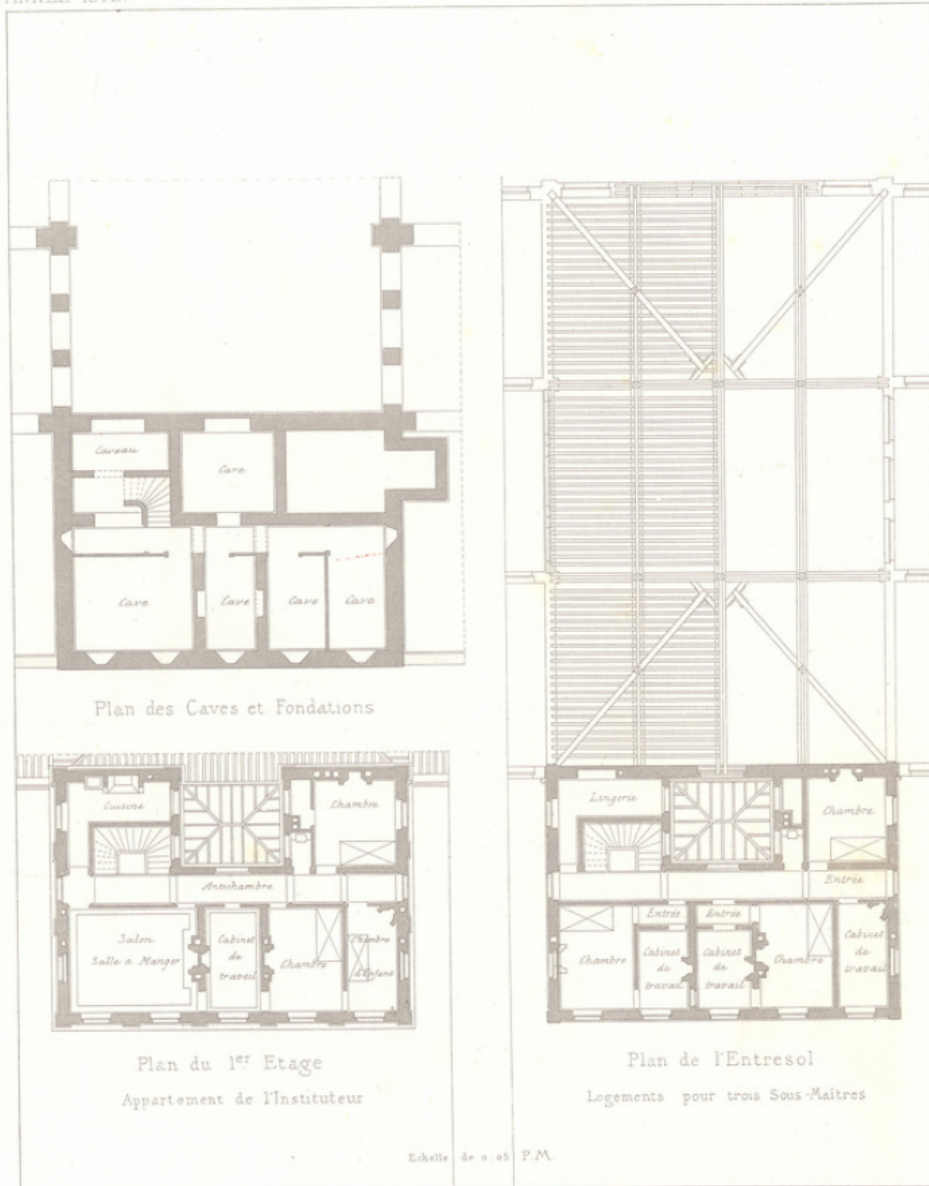 Caveau
Cave
Cave
Cave
Cave
Cave
Plan des Caves et Fondations
Cuisine
Chambre
Antichambre
Salon
Salle à Manger
Cabinet
de
travail
Chambre
Chambre
d'Enfans
Plan du 1er Etage
Appartement de l'Instituteur
Lingerie
Chambre
Entrée
Entrée
Entrée
Chambre
Cabinet
de
travail
Cabinet
de
travail
Chambre
Cabinet
de
travail
Plan de l'Entresol
Logements pour trois Sous-Maîtres
Echelle de 0.05 P.M.